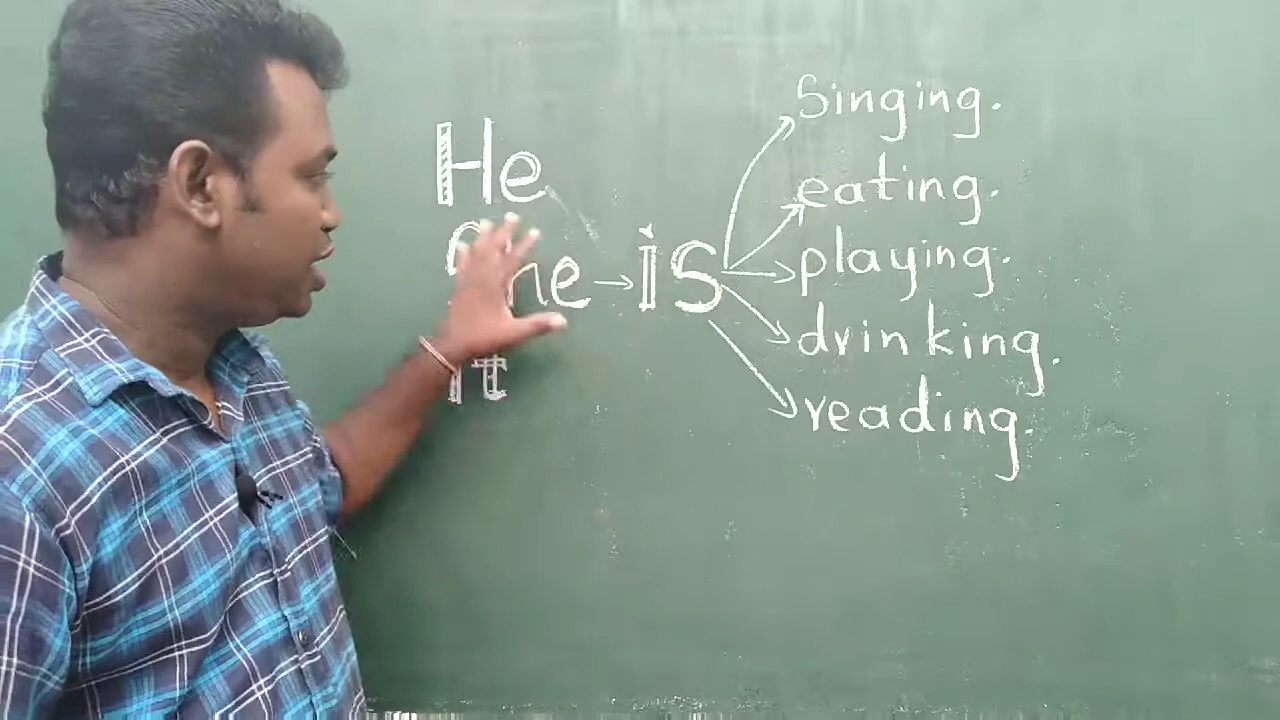 He
is
It
Singing.
eating.
playing.
drinking.
reading.